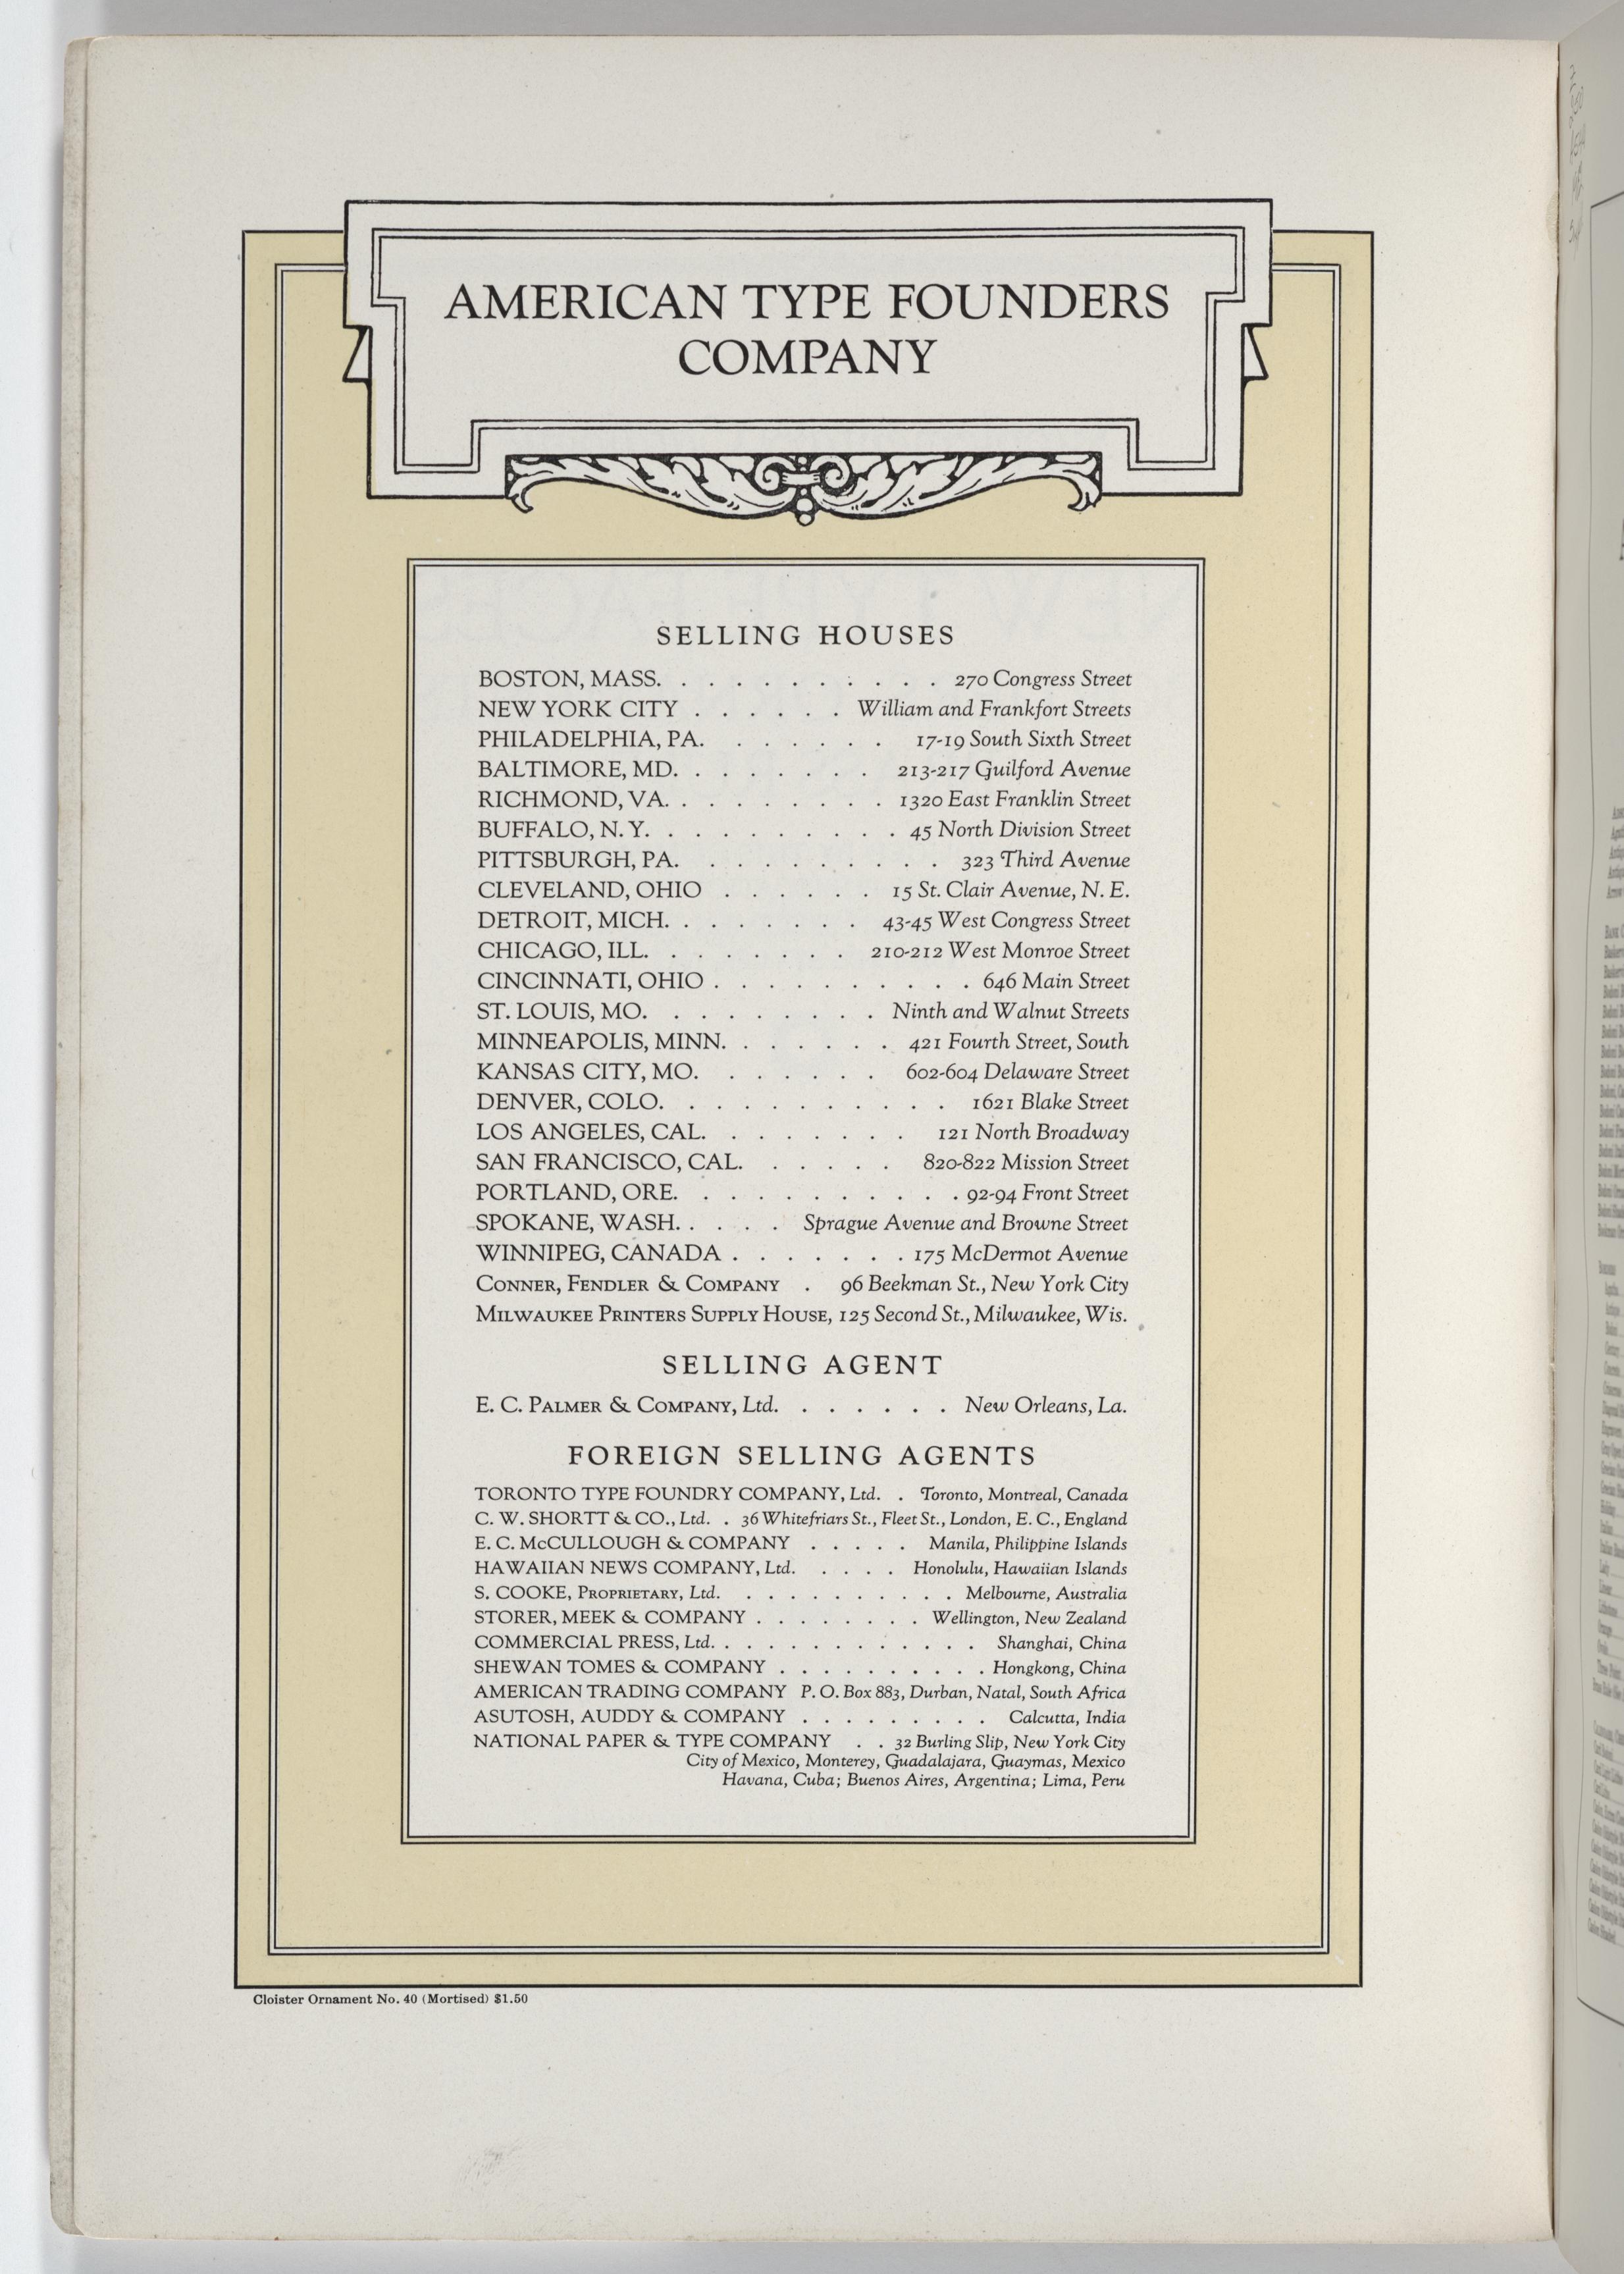 AMERICAN TYPE FOUNDERS
COMPANY
SELLING HOUSES
BOSTON, MASS. . . . . . . . . . . 270 Congress Street
NEW YORK CITY . . . . . . William and Frankfort Streets
PHILADELPHIA, PA. . . . . . . 17-19 South Sixth Street
BALTIMORE, MD. . . . . . . . 213-217 Guilford Avenue
RICHMOND, VA. . . . . . . . . 1320 East Franklin Street
BUFFALO, N. Y. . . . . . . . . . 45 North Division Street
PITTSBURGH, PA. . . . . . . . . . 323 Third Avenue
CLEVELAND, OHIO . . . . . . 15 St. Clair Avenue, N. E.
DETROIT, MICH. . . . . . . . 43-45 West Congress Street
CHICAGO, ILL. . . . . . . . 210-212 West Monroe Street
CINCINNATI, OHIO . . . . . . . . . . 646 Main Street
ST. LOUIS, MO. . . . . . . . . Ninth and Walnut Streets
MINNEAPOLIS, MINN. . . . . . . 421 Fourth Street, South
KANSAS CITY, MO. . . . . . . 602-604 Delaware Street
DENVER, COLO. . . . . . . . . . . 1621 Blake Street
LOS ANGELES, CAL. . . . . . . . 121 North Broadway
SAN FRANCISCO, CAL. . . . . . 820-822 Mission Street
PORTLAND, ORE. . . . . . . . . . . 92-94 Front Street
SPOKANE, WASH. . . . . Sprague Avenue and Browne Street
WINNIPEG, CANADA . . . . . . . 175 McDermot Avenue
CONNER, FENDLER & COMPANY . 96 Beekman St., New York City
MILWAUKEE PRINTERS SUPPLY HOUSE, 125 Second St., Milwaukee, Wis.
SELLING AGENT
E. C. PALMER & COMPANY, Ltd. . . . . . . New Orleans, La.
FOREIGN SELLING AGENTS
TORONTO TYPE FOUNDRY COMPANY, Ltd. . Toronto, Montreal, Canada
C. W. SHORTT & CO., Ltd. . 36 Whitefriars St., Fleet St., London, E. C., England
E. C. McCULLOUGH & COMPANY . . . . . Manila, Philippine Islands
HAWAIIAN NEWS COMPANY, Ltd. . . . . Honolulu, Hawaiian Islands
S. COOKE, PROPRIETARY, Ltd. . . . . . . . . . . Melbourne, Australia
STORER, MEEK & COMPANY . . . . . . . . Wellington, New Zealand
COMMERCIAL PRESS, Ltd. . . . . . . . . . . . . Shanghai, China
SHEWAN TOMES & COMPANY . . . . . . . . . . Hongkong, China
AMERICAN TRADING COMPANY P. O. Box 883, Durban, Natal, South Africa
ASUTOSH, AUDDY & COMPANY . . . . . . . . . Calcutta, India
NATIONAL PAPER & TYPE COMPANY . . 32 Burling Slip, New York City
City of Mexico, Monterey, Guadalajara, Guaymas, Mexico
Havana, Cuba; Buenos Aires, Argentina; Lima, Peru
Cloister Ornament No. 40 (Mortised) $1.50